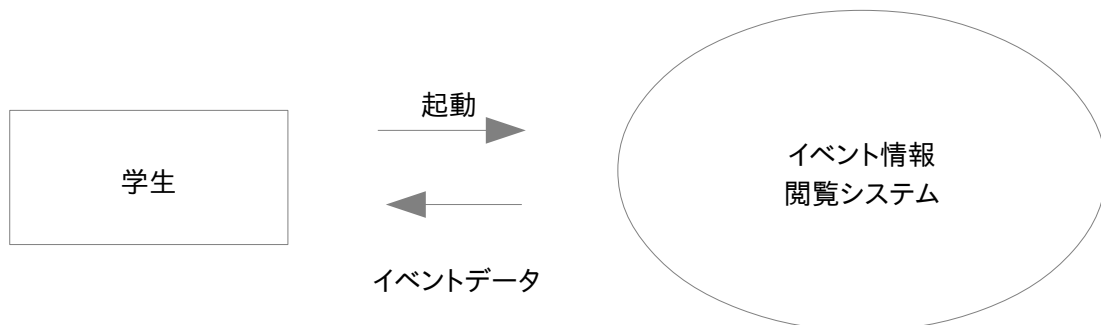 起動
学生
イベント情報
閲覧システム
イベントデータ